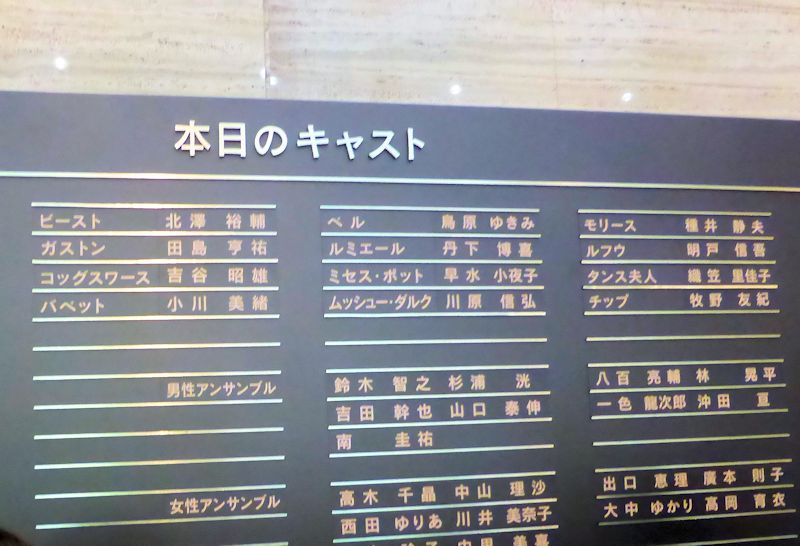 本日のキャスト
ビースト 北澤 裕輔 ベル 鳥原 ゆきみ モリース 種井 静夫
ガストン 田島 亨祐 ルミエール 丹下 博喜 ルフウ 明戸 信吾
コッグスワース 吉谷 昭雄 ミセス・ポット 早水 小夜子 タンス夫人 織笠 里佳子
バベット 小川 美緒 ムッシュー・ダルク 川原 信弘 チップ 牧野 友紀
男性アンサンブル 鈴木 智之 杉浦 洸 八百 亮輔 林 晃平
吉田 幹也 山口 泰伸 一色 龍次郎 沖田 亘
南 圭祐
女性アンサンブル 高木 千晶 中山 理沙 出口 恵理 廣本 則子
西田 ゆりあ 川井 美奈子 大中 ゆかり 高岡 育衣